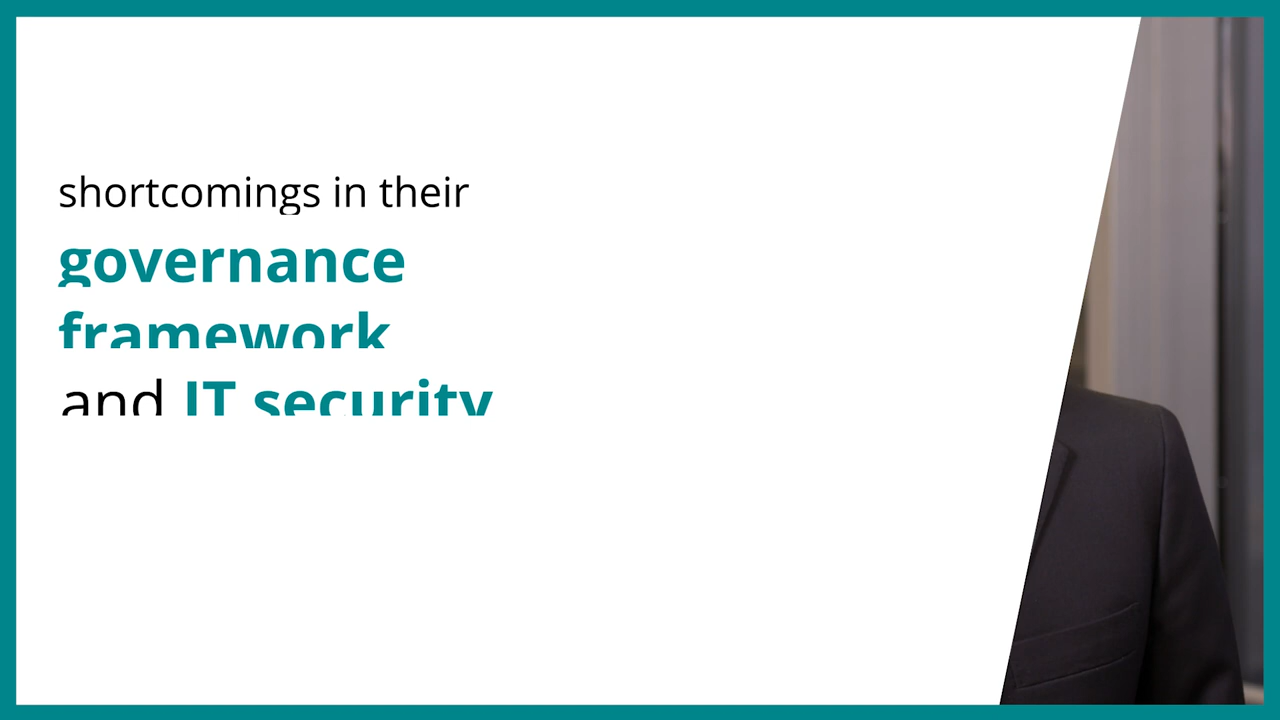 shortcomings in their
governance
framework
and IT security